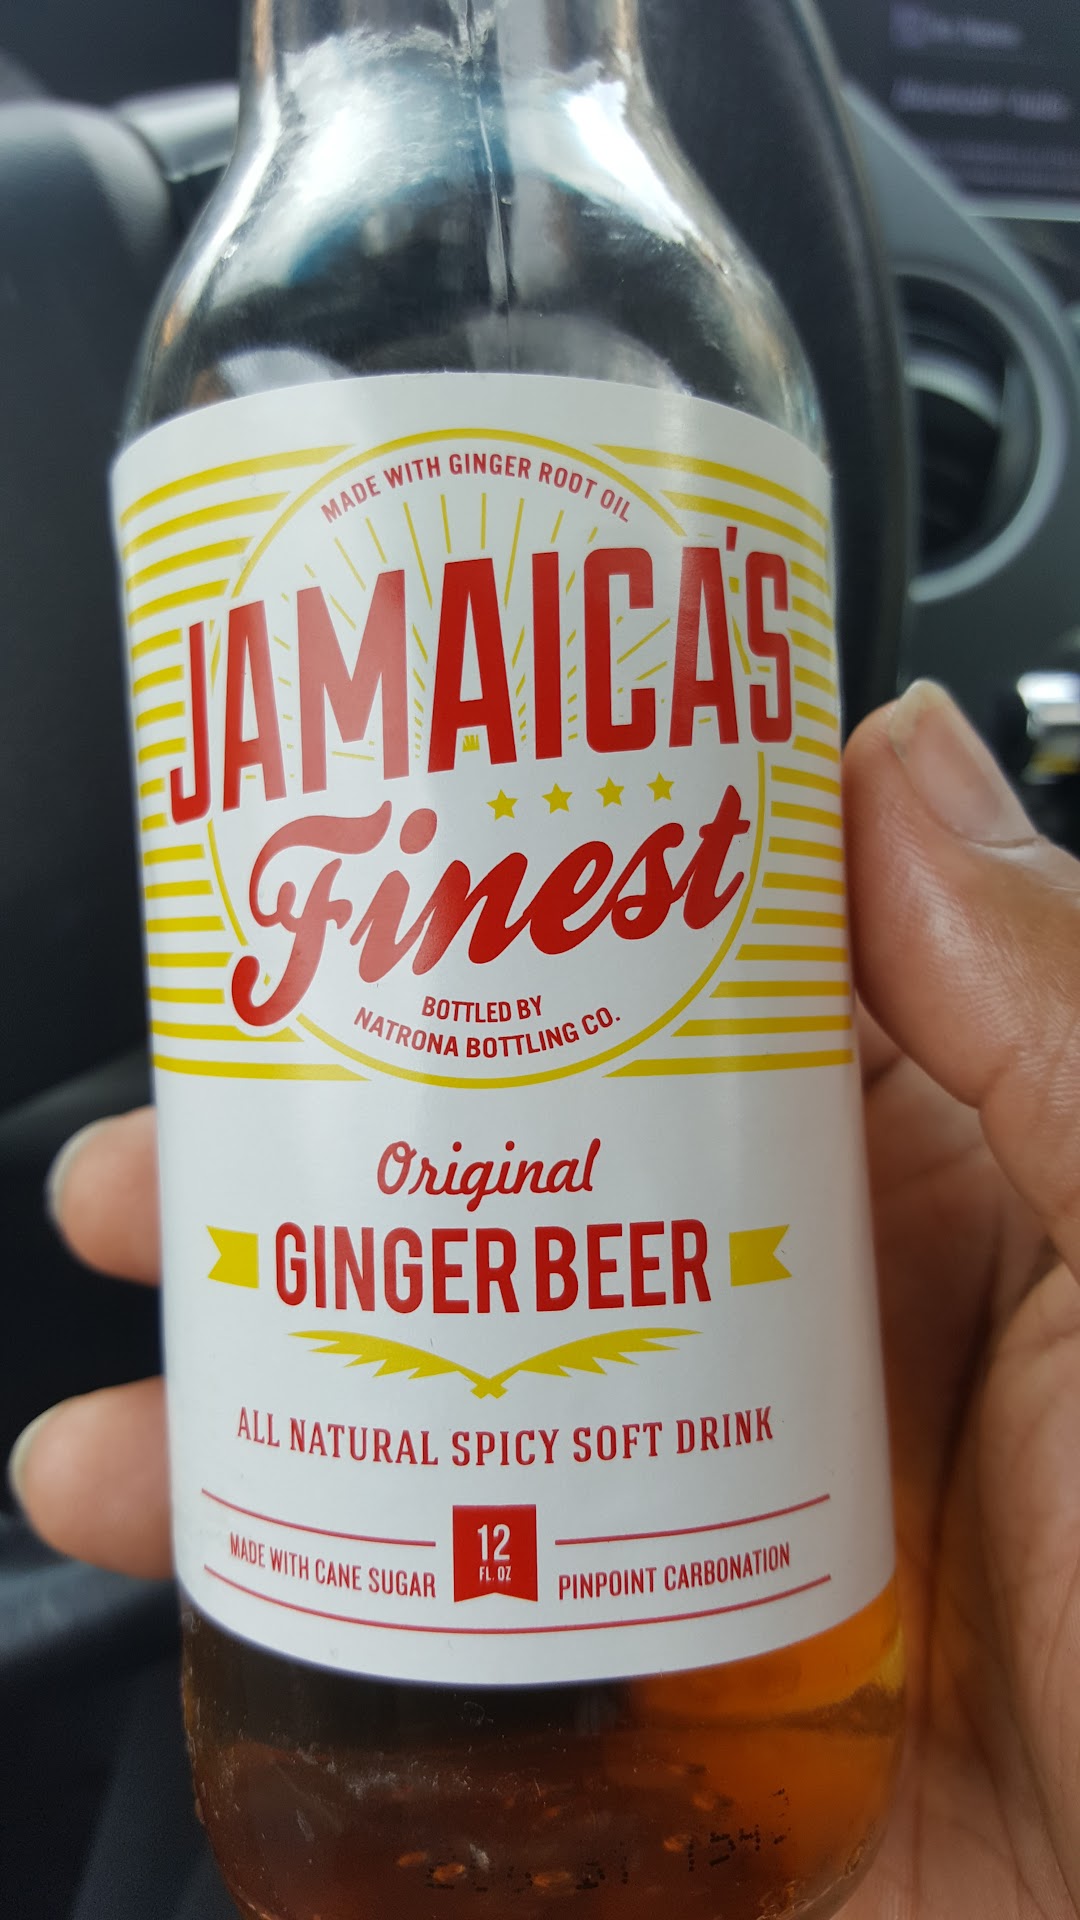 MADE WITH GINGER ROOT OIL
JAMAICA'S
Finest
BOTTLED BY
NATRONA BOTTLING CO.
Original
GINGER BEER
ALL NATURAL SPICY SOFT DRINK
MADE WITH CANE SUGAR
12
FL. OZ
PINPOINT CARBONATION